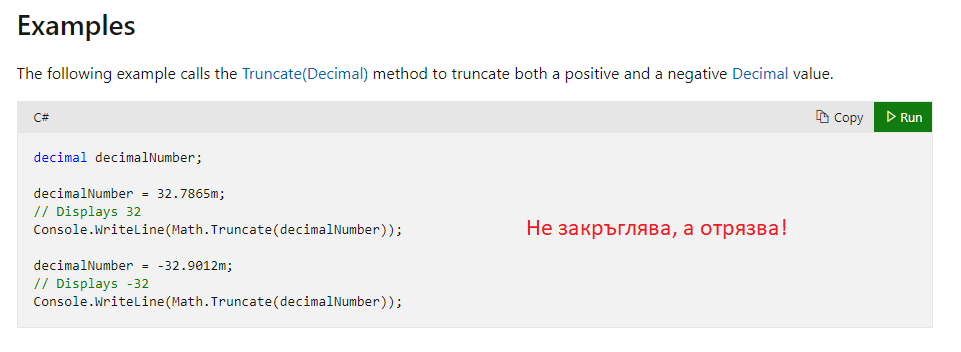 Examples
The following example calls the Truncate(Decimal) method to truncate both a positive and a negative Decimal value.
C# Copy Run
decimal decimalNumber;
decimalNumber = 32.7865m;
// Displays 32
Console.WriteLine(Math.Truncate(decimalNumber));
Не закръглява, а отрязва!
decimalNumber = -32.9012m;
// Displays -32
Console.WriteLine(Math.Truncate(decimalNumber));